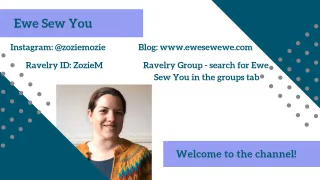 Ewe Sew You
Instagram: @zoziemozie
Blog: www.ewesewewe.com
Ravelry ID: ZozieM
Ravelry Group - search for Ewe
Sew You in the groups tab
Welcome to the channel!